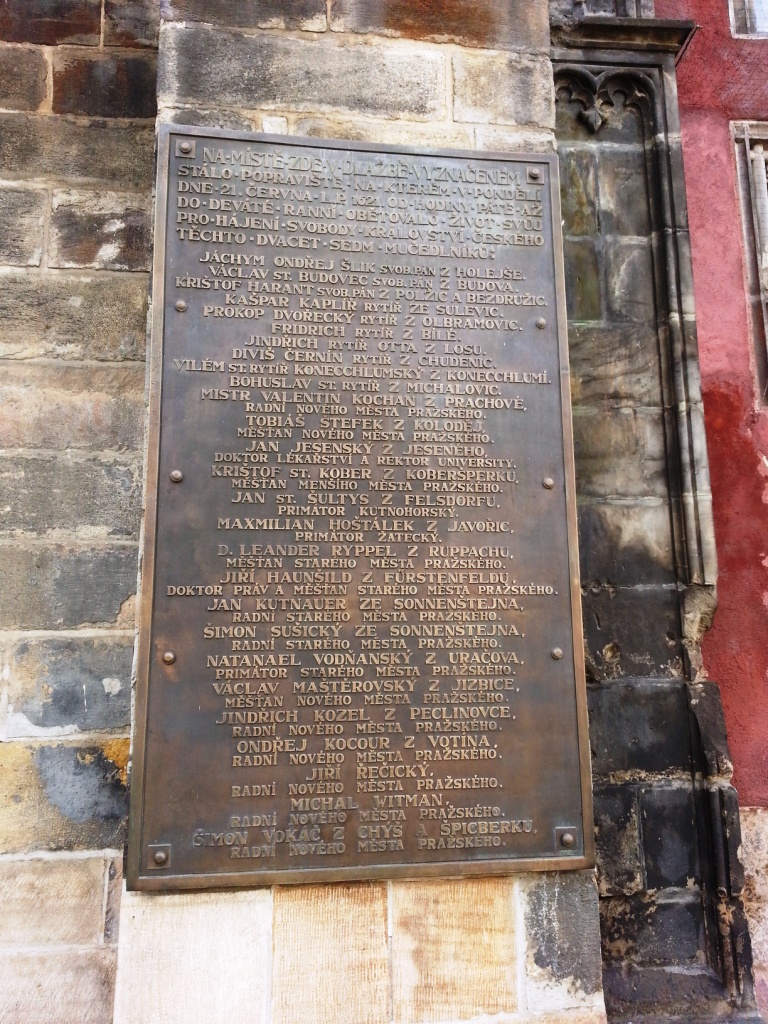 NA·MÍSTĚ·ZDE·V·DLAŽBĚ·VYZNAČENÉM
STÁLO·POPRAVIŠTĚ·NA·KTERÉM·V·PONDĚLÍ
DNE·21.·ČERVNA·L.P.·1621·OD·HODINY·PÁTÉ·AŽ
DO·DEVÁTÉ·RANNÍ·OBĚTOVALO·ŽIVOT·SVŮJ
PRO·HÁJENÍ·SVOBODY·KRÁLOVSTVÍ·ČESKÉHO
TĚCHTO·DVACET·SEDM·MUČEDLNÍKŮ:
JÁCHYM ONDŘEJ ŠLIK SVOB. PÁN Z HOLEJŠE.
VÁCLAV ST. BUDOVEC SVOB. PÁN Z BUDOVA.
KRIŠTOF HARANT SVOB. PÁN Z POLŽIC A BEZDRUŽIC.
KAŠPAR KAPLÍŘ RYTÍŘ ZE SULEVIC.
PROKOP DVOŘECKÝ RYTÍŘ Z OLBRAMOVIC.
FRIDRICH RYTÍŘ Z BÍLÉ.
JINDŘICH RYTÍŘ OTTA Z LOSU.
DIVIŠ ČERNÍN RYTÍŘ Z CHUDENIC.
VILÉM ST. RYTÍŘ KONECCHLUMSKÝ Z KONECCHLUMÍ.
BOHUSLAV ST. RYTÍŘ Z MICHALOVIC.
MISTR VALENTIN KOCHAN Z PRACHOVÉ,
RADNÍ NOVÉHO MĚSTA PRAŽSKÉHO.
TOBIÁŠ ŠTEFEK Z KOLODĚJ,
MĚŠŤAN NOVÉHO MĚSTA PRAŽSKÉHO.
JAN JESENSKÝ Z JESENÉHO,
DOKTOR LÉKAŘSTVÍ A REKTOR UNIVERSITY.
KRIŠTOF ST. KOBER Z KOBERŠPERKU,
MĚŠŤAN MENŠÍHO MĚSTA PRAŽSKÉHO.
JAN ST. ŠULTYS Z FELSDORFU,
PRIMÁTOR KUTNOHORSKÝ.
MAXMILIAN HOŠŤÁLEK Z JAVOŘIC,
PRIMÁTOR ŽATECKÝ.
D. LEANDER RYPPEL Z RUPPACHU,
MĚŠŤAN STARÉHO MĚSTA PRAŽSKÉHO.
JIŘÍ HAUNŠILD Z FÜRSTENFELDU,
DOKTOR PRÁV A MĚŠŤAN STARÉHO MĚSTA PRAŽSKÉHO.
JAN KUTNAUER ZE SONNENŠTEJNA,
RADNÍ STARÉHO MĚSTA PRAŽSKÉHO.
ŠIMON SUŠICKÝ ZE SONNENŠTEJNA,
RADNÍ STARÉHO MĚSTA PRAŽSKÉHO.
NATANAEL VODŇANSKÝ Z URAČOVA,
PRIMÁTOR STARÉHO MĚSTA PRAŽSKÉHO.
VÁCLAV MAŠTĚROVSKÝ Z JIZBICE,
MĚŠŤAN NOVÉHO MĚSTA PRAŽSKÉHO.
JINDŘICH KOZEL Z PECLINOVCE,
RADNÍ NOVÉHO MĚSTA PRAŽSKÉHO.
ONDŘEJ KOCOUR Z VOTÍNA,
RADNÍ NOVÉHO MĚSTA PRAŽSKÉHO.
JIŘÍ ŘEČICKÝ,
RADNÍ NOVÉHO MĚSTA PRAŽSKÉHO.
MICHAL WITMAN,
RADNÍ NOVÉHO MĚSTA PRAŽSKÉHO.
ŠIMON VOKÁČ Z CHYŠ A ŠPICBERKU,
RADNÍ NOVÉHO MĚSTA PRAŽSKÉHO.